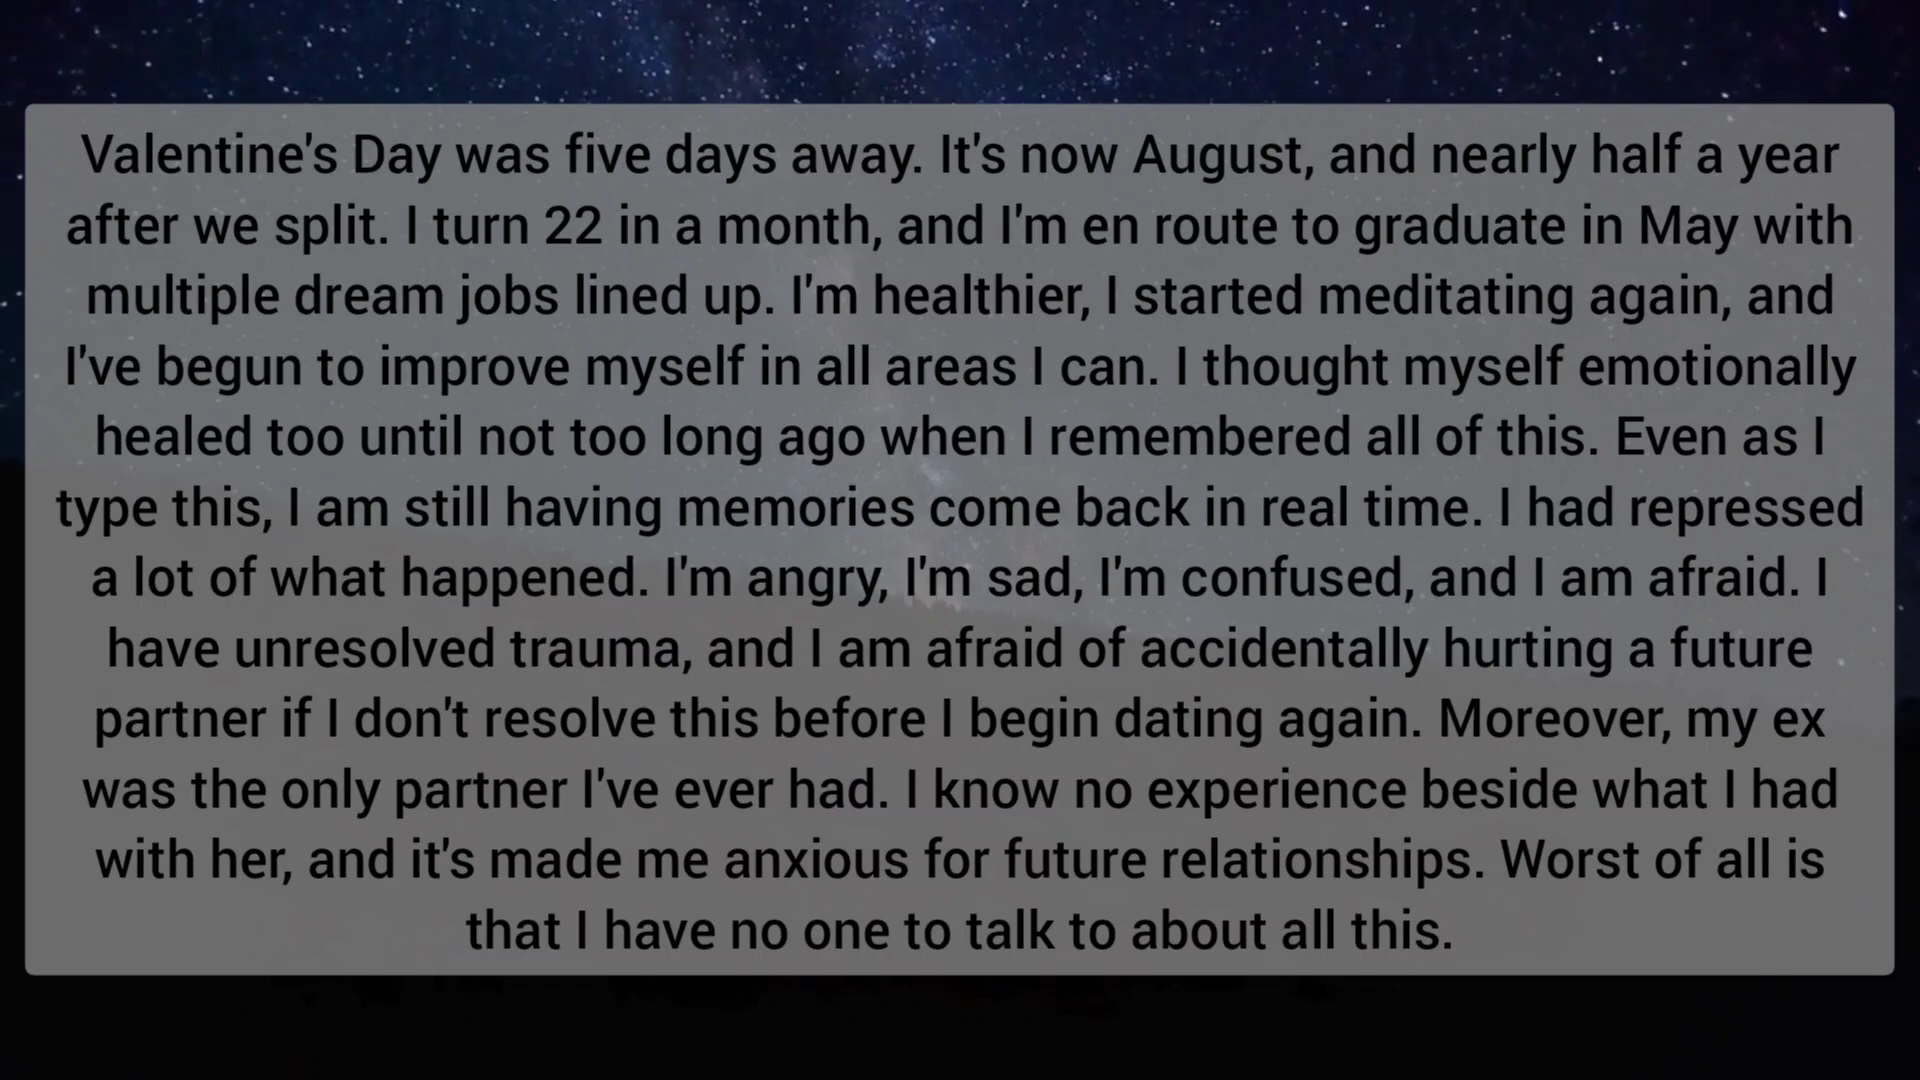 Valentine's Day was five days away. It's now August, and nearly half a year
after we split. I turn 22 in a month, and I'm en route to graduate in May with
multiple dream jobs lined up. I'm healthier, I started meditating again, and
I've begun to improve myself in all areas I can. I thought myself emotionally
healed too until not too long ago when I remembered all of this. Even as I
type this, I am still having memories come back in real time. I had repressed
a lot of what happened. I'm angry, I'm sad, I'm confused, and I am afraid. I
have unresolved trauma, and I am afraid of accidentally hurting a future
partner if I don't resolve this before I begin dating again. Moreover, my ex
was the only partner I've ever had. I know no experience beside what I had
with her, and it's made me anxious for future relationships. Worst of all is
that I have no one to talk to about all this.